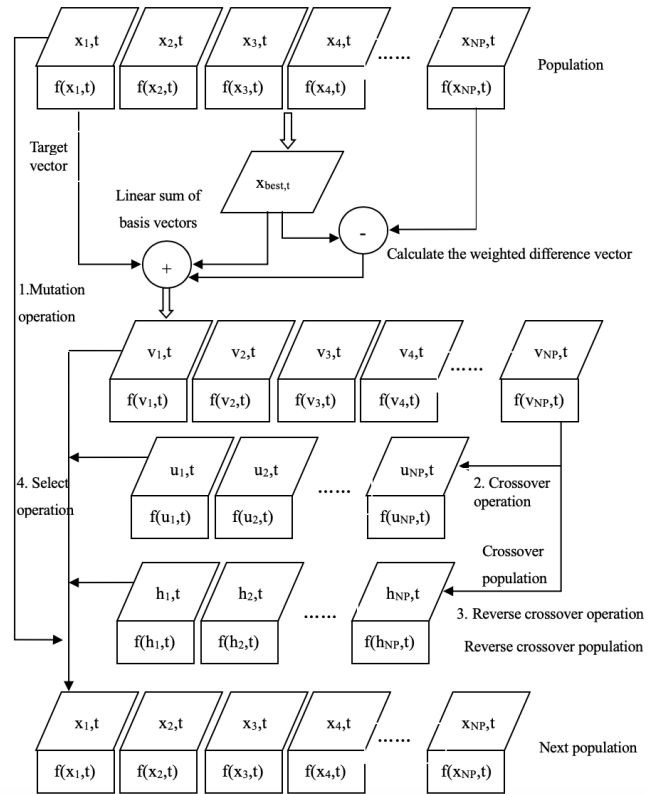 x1,t x2,t x3,t x4,t ...... xNP,t
f(x1,t) f(x2,t) f(x3,t) f(x4,t) f(xNP,t)
Population
Target
vector
xbest,t
Linear sum of
basis vectors
-
Calculate the weighted difference vector
+
1.Mutation
operation
v1,t v2,t v3,t v4,t ...... vNP,t
f(v1,t) f(v2,t) f(v3,t) f(v4,t) f(vNP,t)
u1,t u2,t ...... uNP,t
f(u1,t) f(u2,t) f(uNP,t)
4. Select
operation
2. Crossover
operation
Crossover
population
h1,t h2,t ...... hNP,t
f(h1,t) f(h2,t) f(hNP,t)
3. Reverse crossover operation
Reverse crossover population
x1,t x2,t x3,t x4,t ...... xNP,t
f(x1,t) f(x2,t) f(x3,t) f(x4,t) f(xNP,t)
Next population